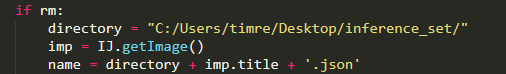 if rm:
    directory = "C:/Users/timre/Desktop/inference_set/"
    imp = IJ.getImage()
    name = directory + imp.title + '.json'